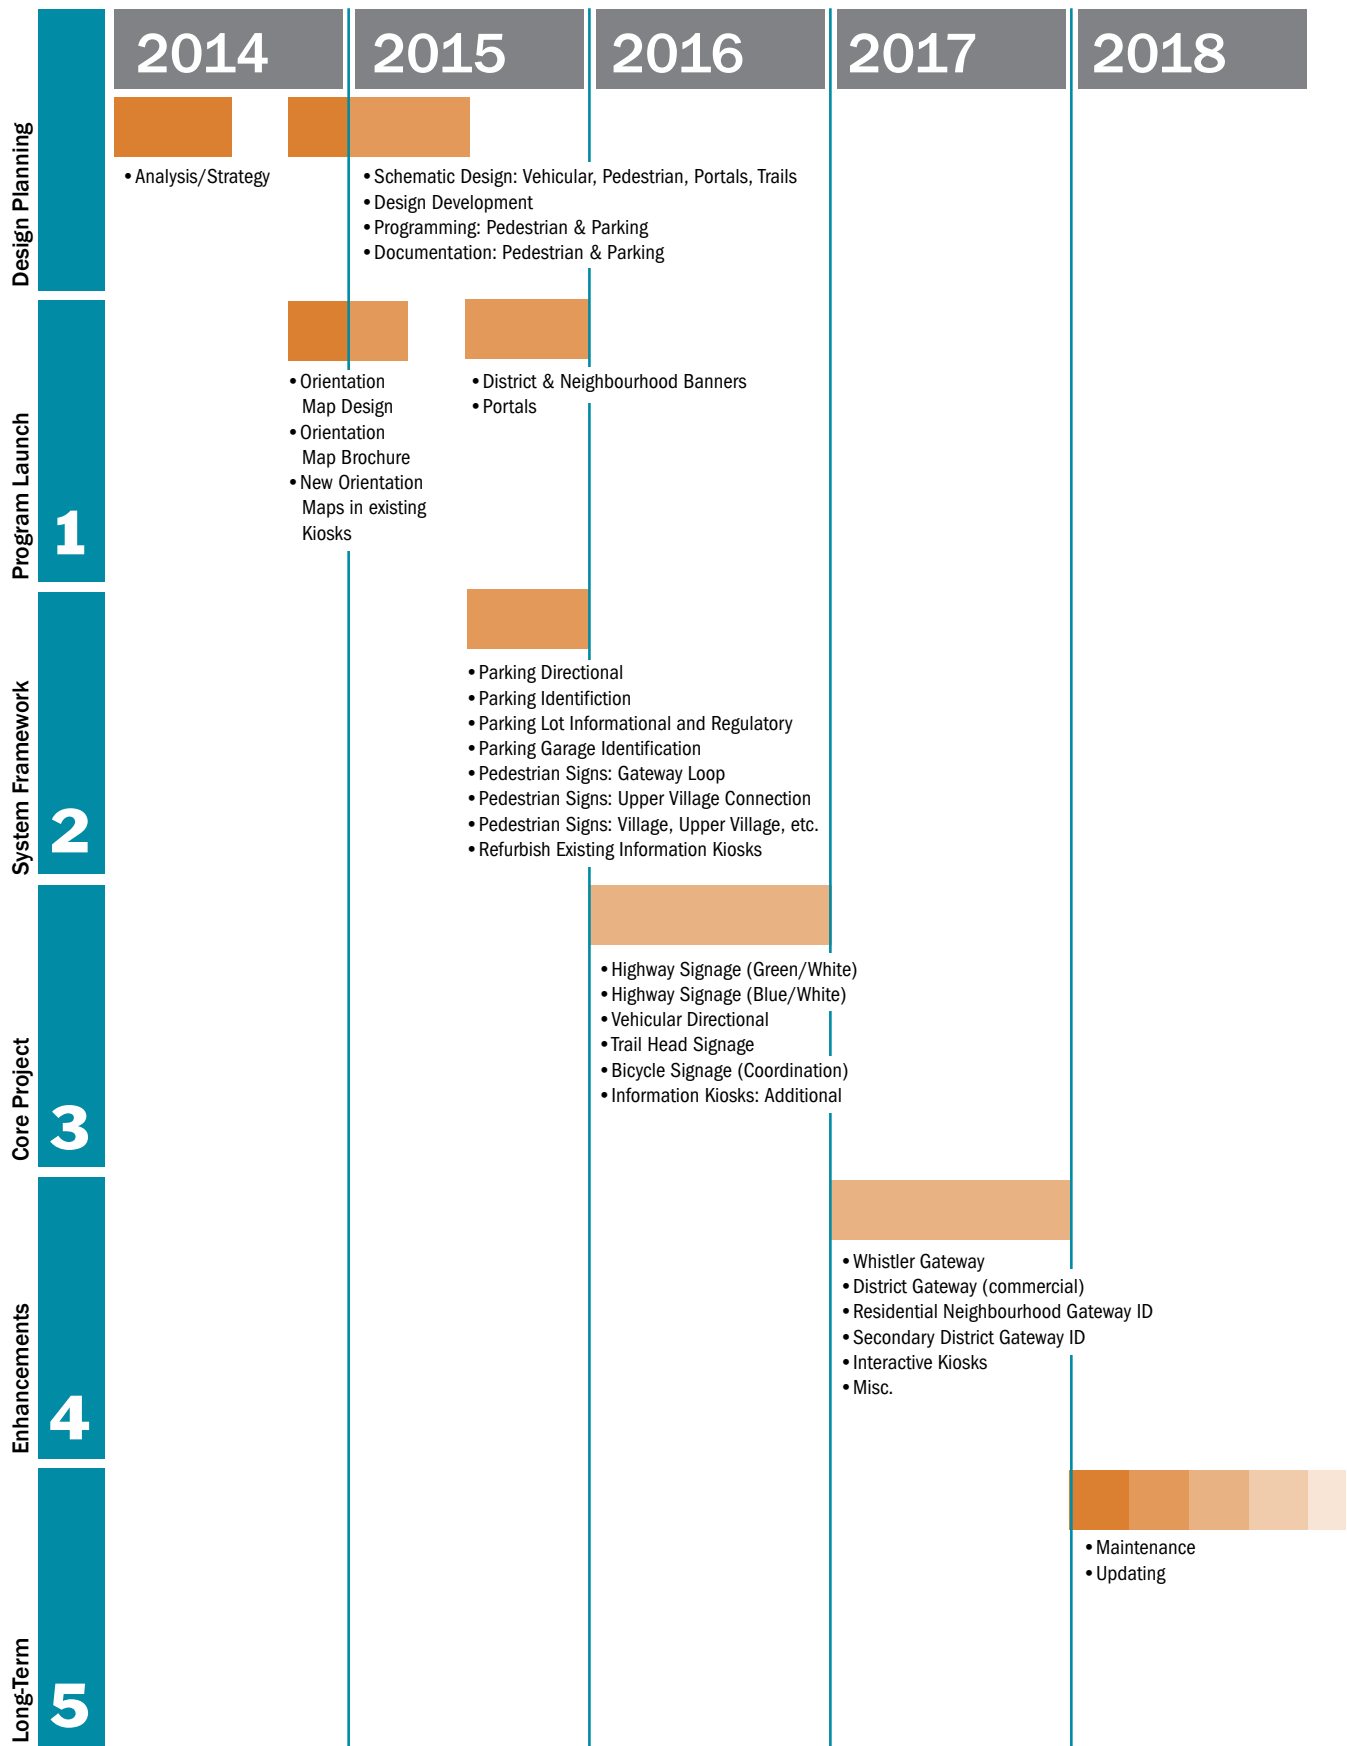 2014 2015 2016 2017 2018
Design Planning
• Analysis/Strategy
• Schematic Design: Vehicular, Pedestrian, Portals, Trails
• Design Development
• Programming: Pedestrian & Parking
• Documentation: Pedestrian & Parking
Program Launch
1
• Orientation
Map Design
• Orientation
Map Brochure
• New Orientation
Maps in existing
Kiosks
• District & Neighbourhood Banners
• Portals
System Framework
2
• Parking Directional
• Parking Identifiction
• Parking Lot Informational and Regulatory
• Parking Garage Identification
• Pedestrian Signs: Gateway Loop
• Pedestrian Signs: Upper Village Connection
• Pedestrian Signs: Village, Upper Village, etc.
• Refurbish Existing Information Kiosks
Core Project
3
• Highway Signage (Green/White)
• Highway Signage (Blue/White)
• Vehicular Directional
• Trail Head Signage
• Bicycle Signage (Coordination)
• Information Kiosks: Additional
Enhancements
4
• Whistler Gateway
• District Gateway (commercial)
• Residential Neighbourhood Gateway ID
• Secondary District Gateway ID
• Interactive Kiosks
• Misc.
Long-Term
5
• Maintenance
• Updating